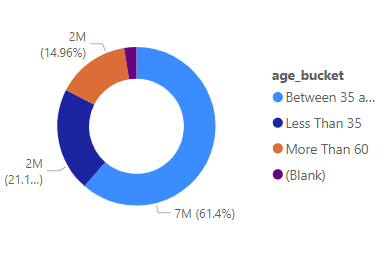 2M
(14.96%)
2M
(21.1...)
7M (61.4%)
age_bucket
Between 35 a...
Less Than 35
More Than 60
(Blank)